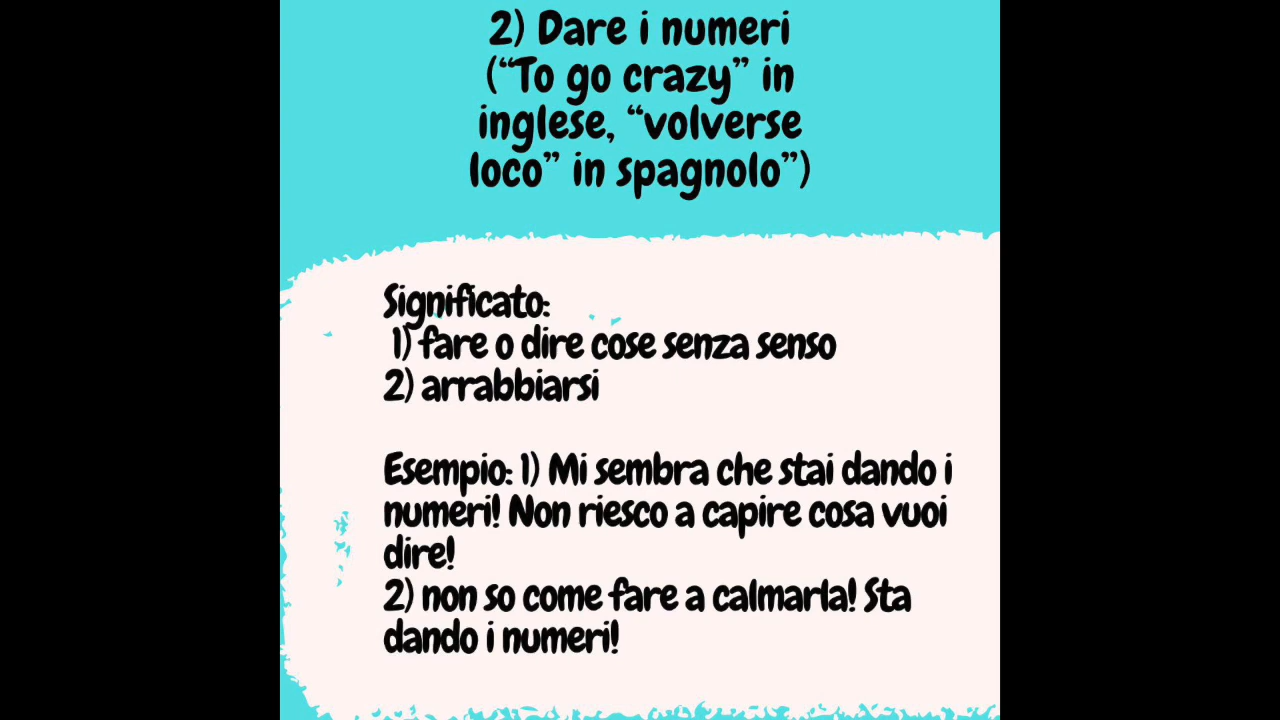 2) Dare i numeri
(“To go crazy” in
inglese, “volverse
loco” in spagnolo”)
Significato:
1) fare o dire cose senza senso
2) arrabbiarsi
Esempio: 1) Mi sembra che stai dando i
numeri! Non riesco a capire cosa vuoi
dire!
2) non so come fare a calmarla! Sta
dando i numeri!